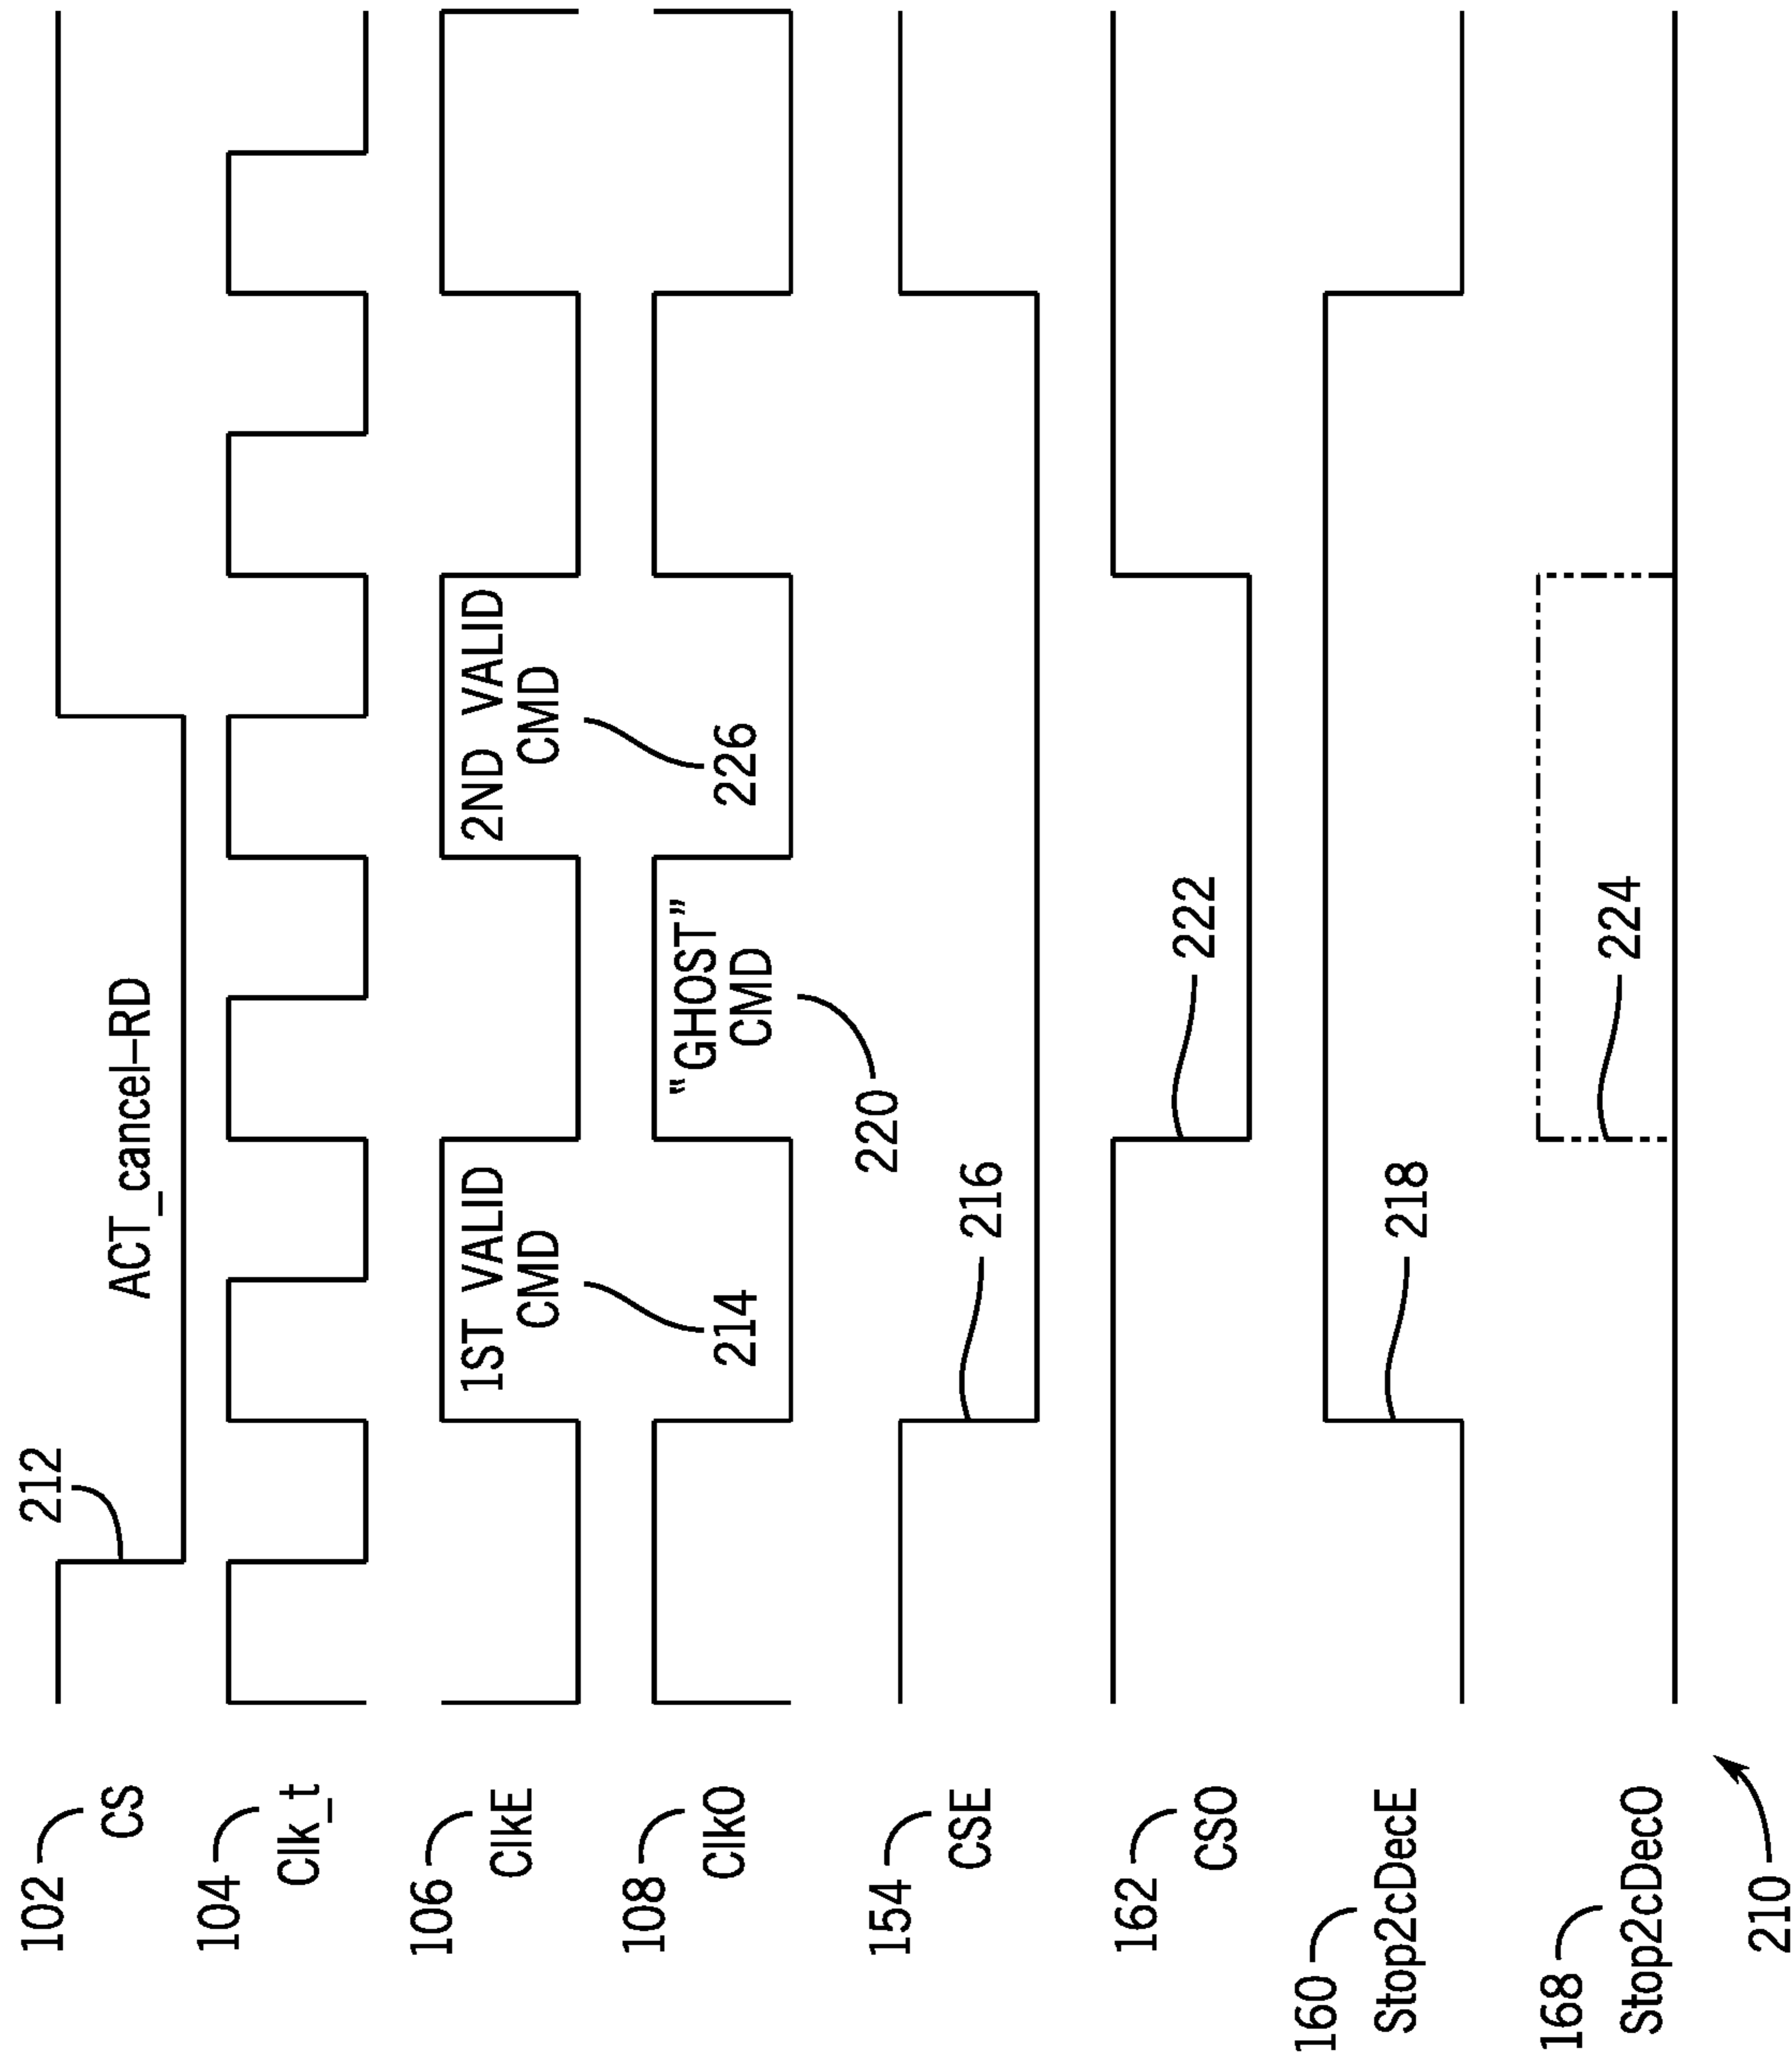 212
102
CS
ACT_cancel-RD
104
Clk_t
106
ClkE
1ST VALID
CMD
214
2ND VALID
CMD
226
108
ClkO
"GHOST"
CMD
220
154
CSE
216
162
CSO
222
160
Stop2cDecE
218
168
Stop2cDecO
224
210